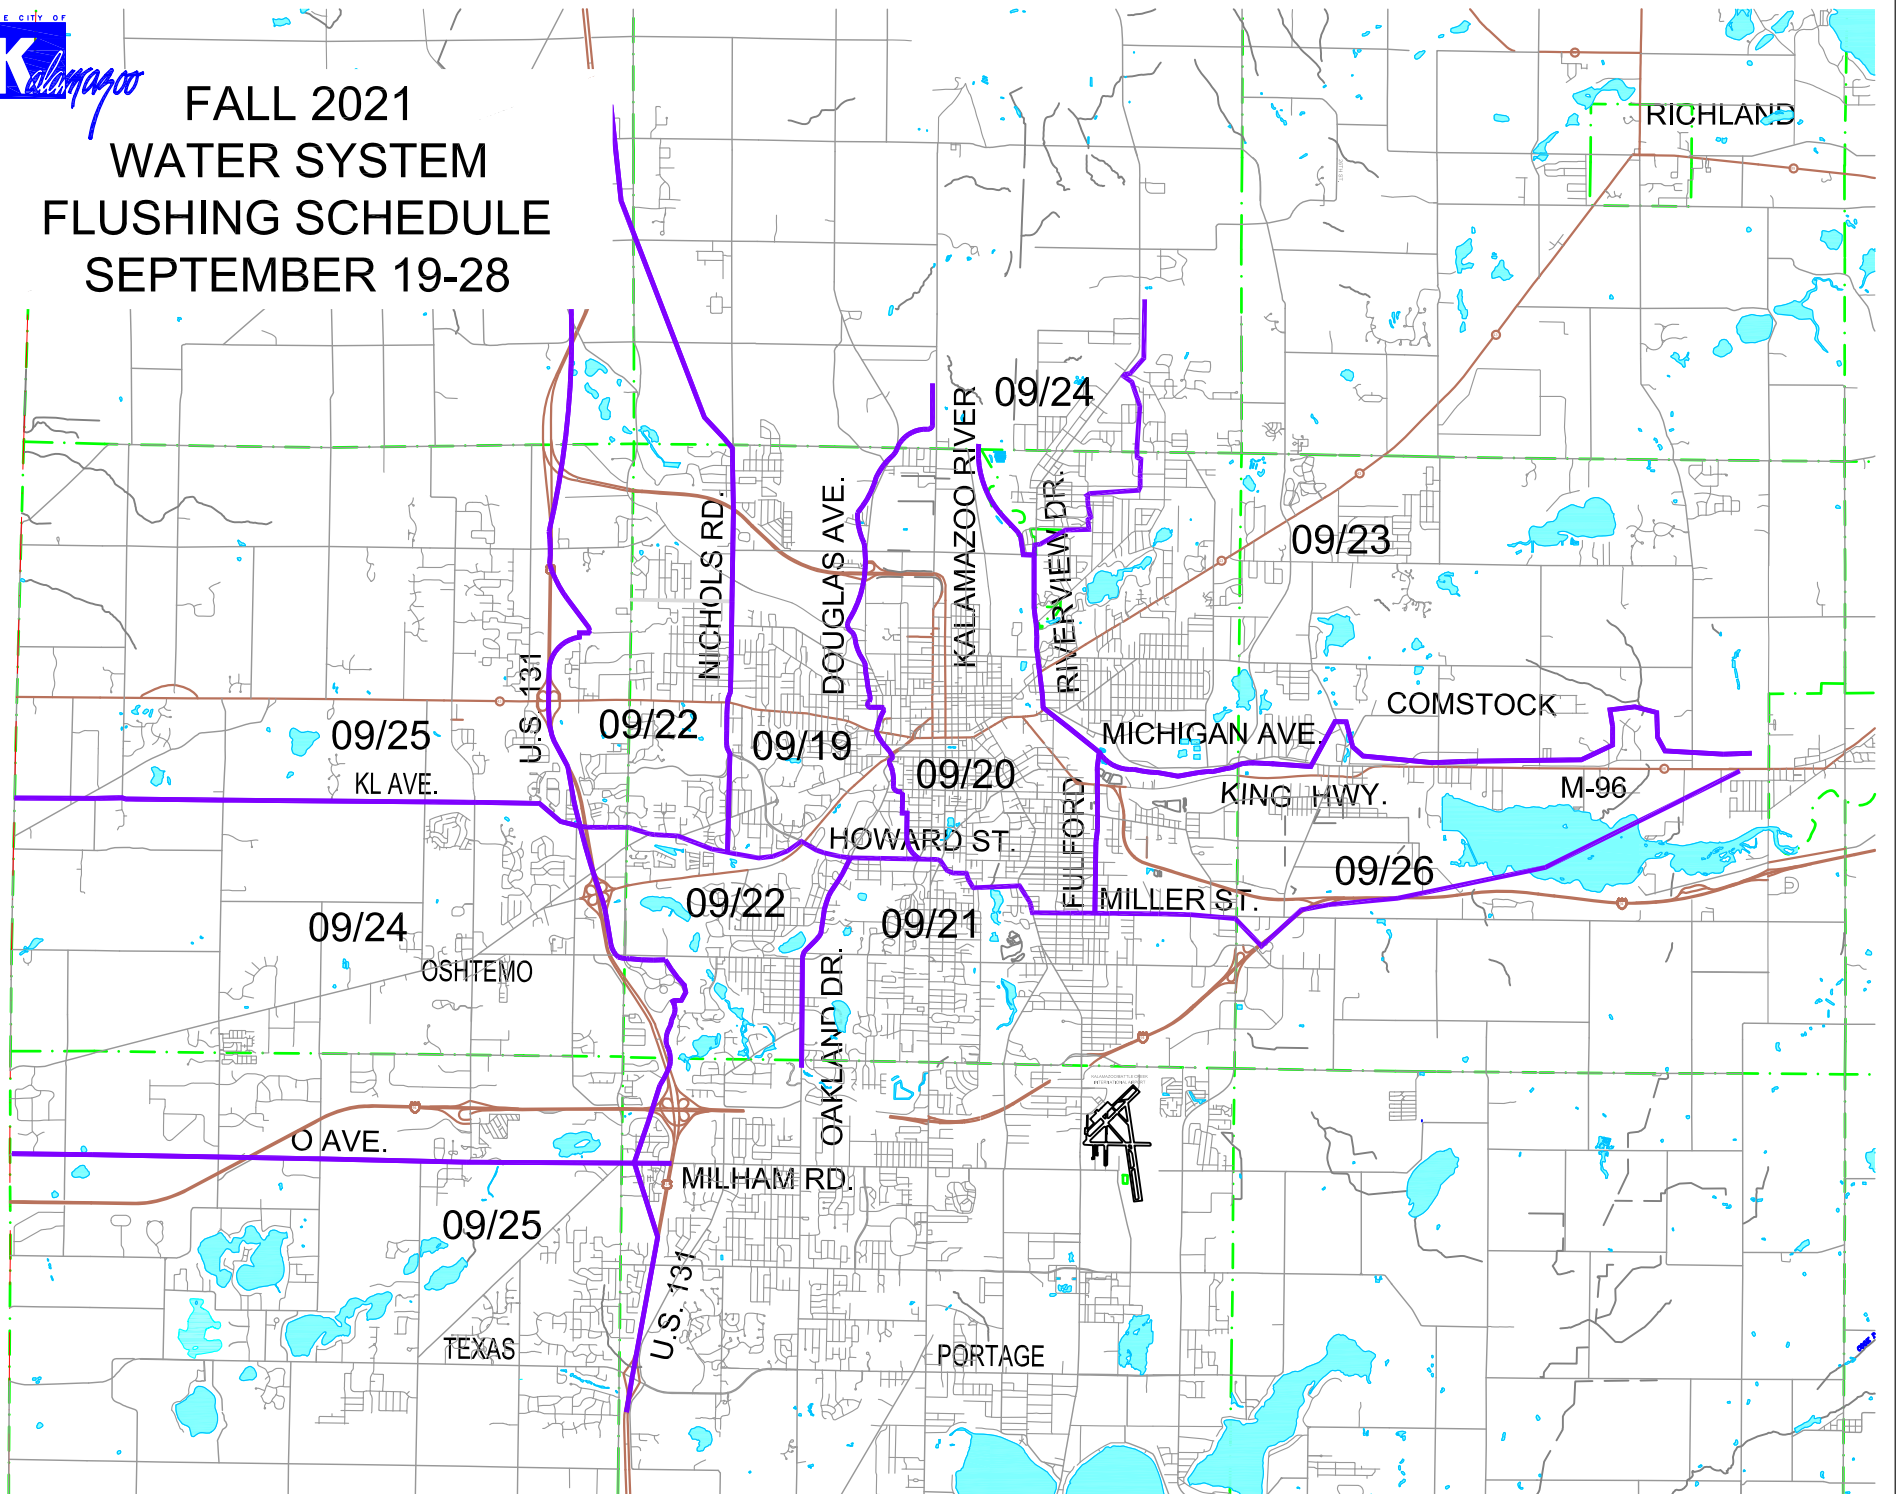 E CITY OF
Kalamazoo
FALL 2021
WATER SYSTEM
FLUSHING SCHEDULE
SEPTEMBER 19-28
RICHLAND
09/24
KALAMAZOO RIVER
RIVERVIEW DR.
NICHOLS RD.
DOUGLAS AVE.
09/23
U.S. 131
09/25
09/22
09/19
09/20
MICHIGAN AVE.
COMSTOCK
KL AVE.
KING HWY.
M-96
HOWARD ST.
FULFORD
09/26
MILLER ST.
09/22
09/21
09/24
OSHTEMO
OAKLAND DR.
INTERNATIONAL AIRPORT
O AVE.
MILHAM RD.
09/25
U.S. 131
TEXAS
PORTAGE